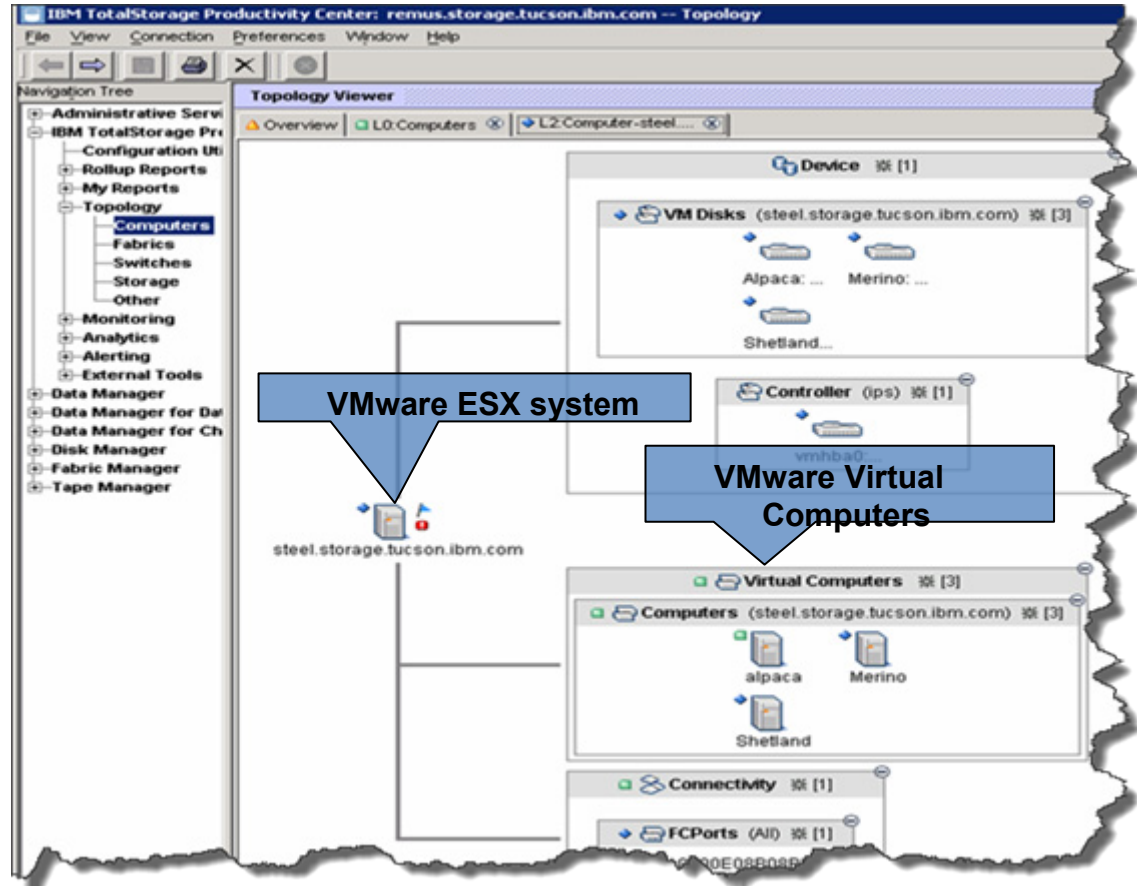 IBM TotalStorage Productivity Center: remus.storage.tucson.ibm.com -- Topology
File View Connection Preferences Window Help
Navigation Tree
Administrative Servi
IBM TotalStorage Pro
Configuration Uti
Rollup Reports
My Reports
Topology
Computers
Fabrics
Switches
Storage
Other
Monitoring
Analytics
Alerting
External Tools
Data Manager
Data Manager for Dat
Data Manager for Ch
Disk Manager
Fabric Manager
Tape Manager
Topology Viewer
Overview L0:Computers L2:Computer-steel....
Device [1]
VM Disks (steel.storage.tucson.ibm.com) [3]
Alpaca: ... Merino: ...
Shetland...
Controller (ips) [1]
vmhba0:...
VMware ESX system
VMware Virtual
Computers
steel.storage.tucson.ibm.com
Virtual Computers [3]
Computers (steel.storage.tucson.ibm.com) [3]
alpaca Merino
Shetland
Connectivity [1]
FCPorts (All) [1]